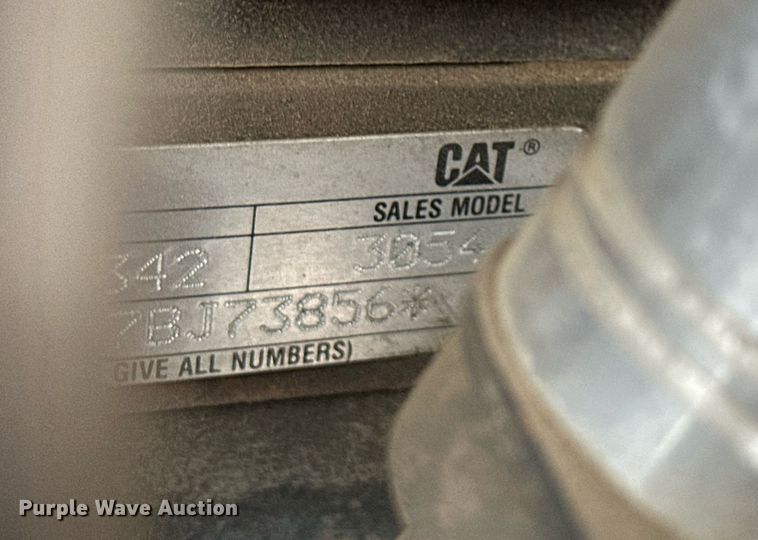 CAT®
SALES MODEL
342 3054
7BJ73856*
GIVE ALL NUMBERS)
Purple Wave Auction